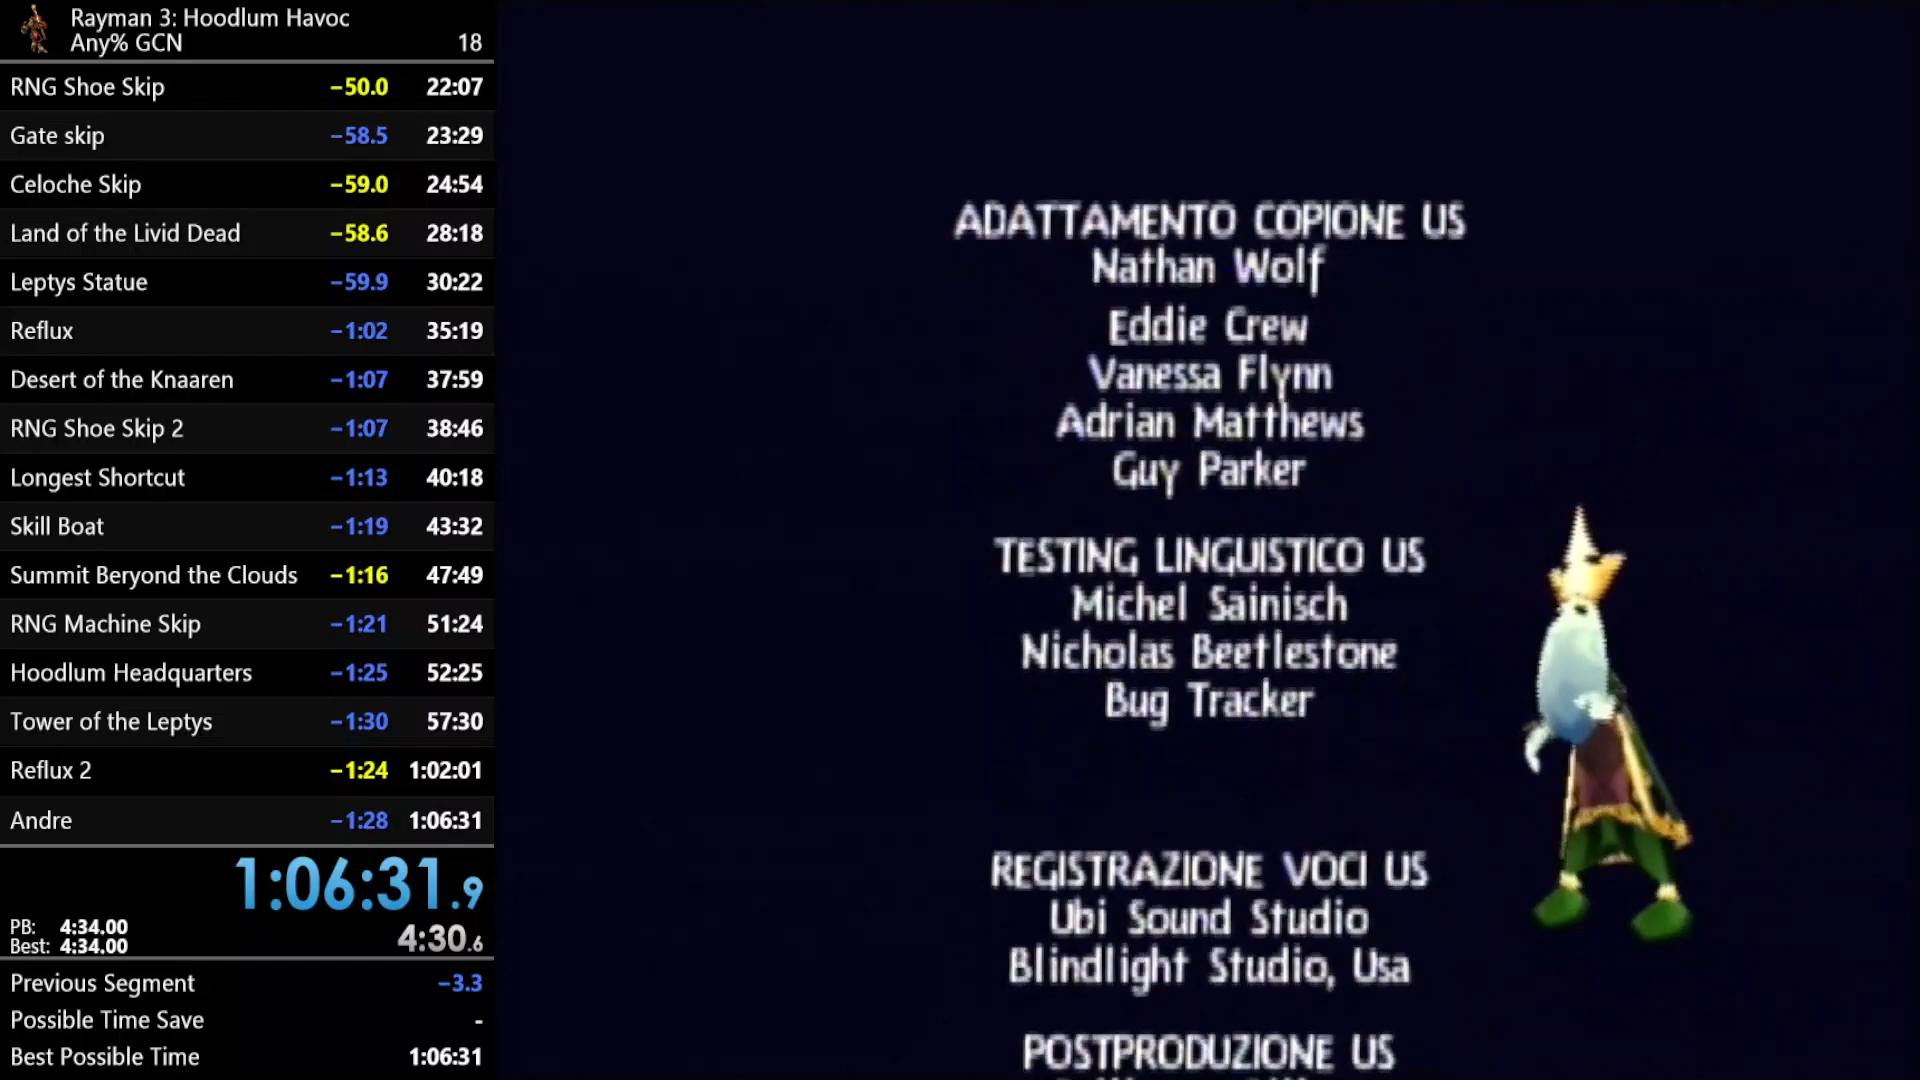 Rayman 3: Hoodlum Havoc
Any% GCN 18
RNG Shoe Skip -50.0 22:07
Gate skip -58.5 23:29
Celoche Skip -59.0 24:54
Land of the Livid Dead -58.6 28:18
Leptys Statue -59.9 30:22
Reflux -1:02 35:19
Desert of the Knaaren -1:07 37:59
RNG Shoe Skip 2 -1:07 38:46
Longest Shortcut -1:13 40:18
Skill Boat -1:19 43:32
Summit Beryond the Clouds -1:16 47:49
RNG Machine Skip -1:21 51:24
Hoodlum Headquarters -1:25 52:25
Tower of the Leptys -1:30 57:30
Reflux 2 -1:24 1:02:01
Andre -1:28 1:06:31
1:06:31.9
PB: 4:34.00
Best: 4:34.00
4:30.6
Previous Segment -3.3
Possible Time Save -
Best Possible Time 1:06:31
ADATTAMENTO COPIONE US
Nathan Wolf
Eddie Crew
Vanessa Flynn
Adrian Matthews
Guy Parker
TESTING LINGUISTICO US
Michel Sainisch
Nicholas Beetlestone
Bug Tracker
REGISTRAZIONE VOCI US
Ubi Sound Studio
Blindlight Studio, Usa
POSTPRODUZIONE US